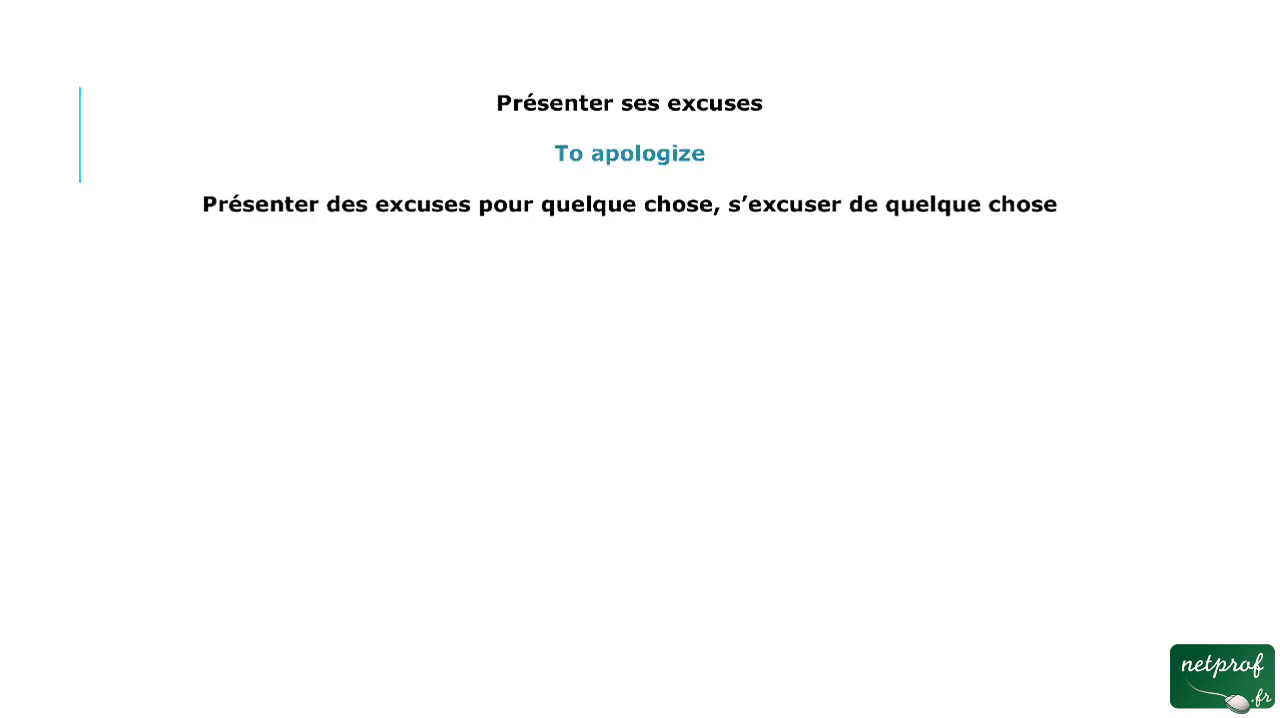 Présenter ses excuses
To apologize
Présenter des excuses pour quelque chose, s’excuser de quelque chose
netprof
.fr